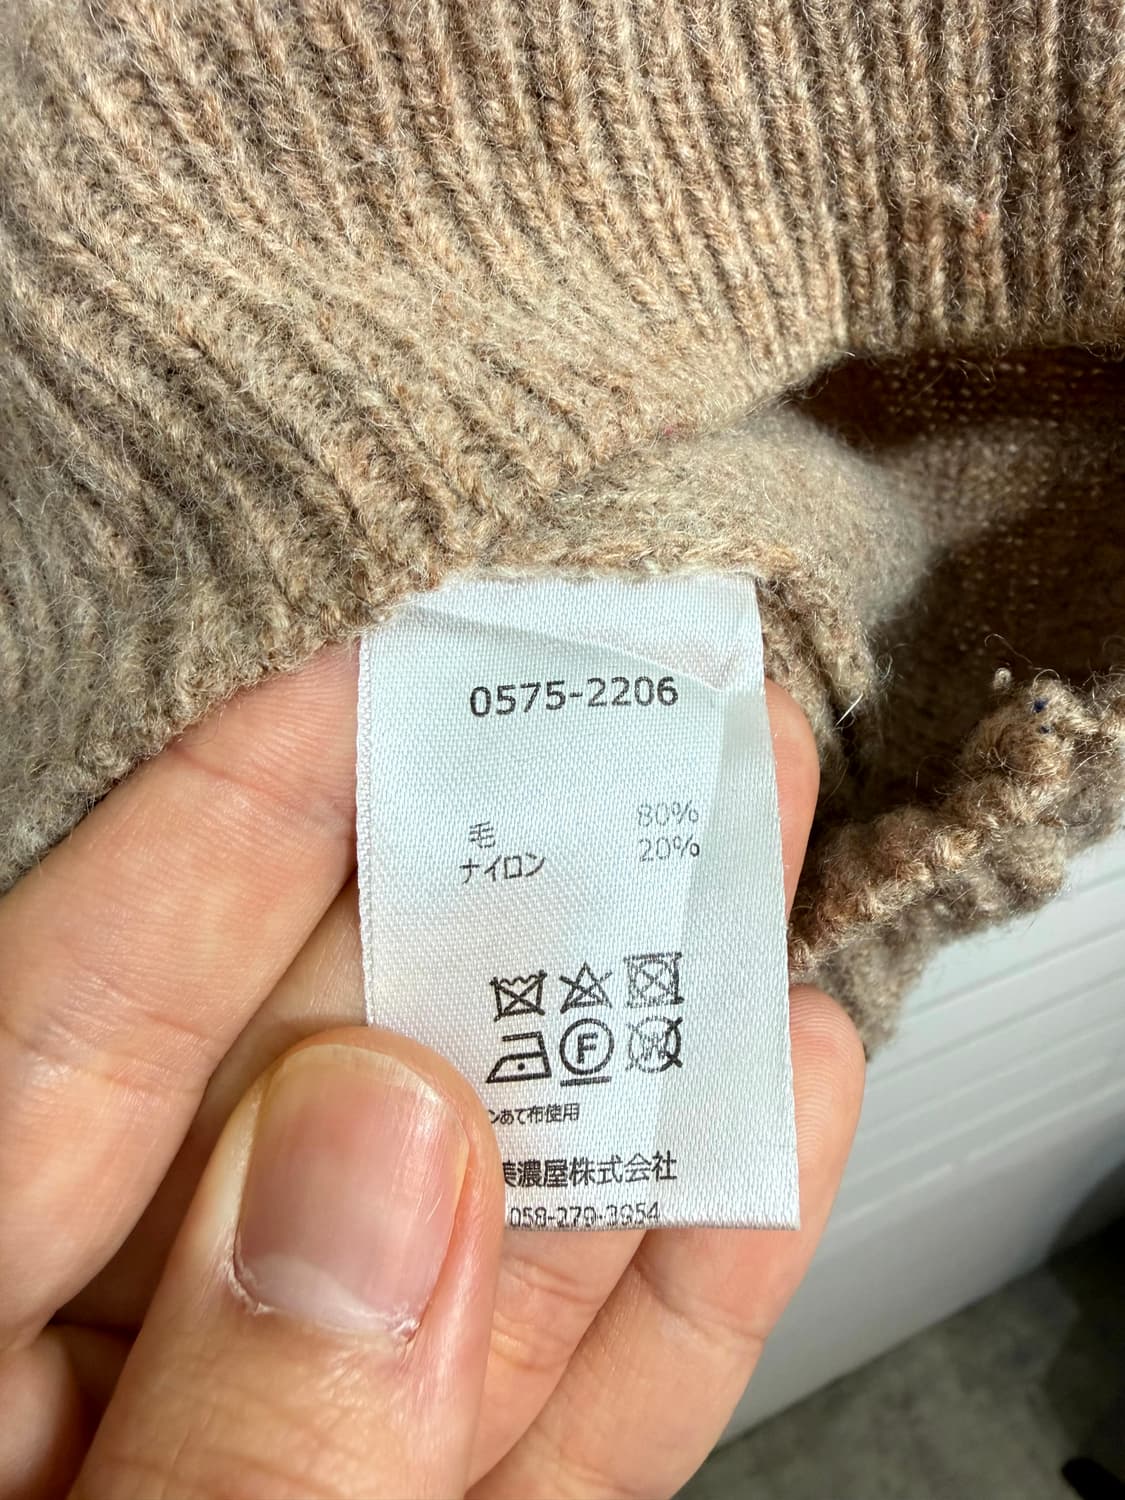 0575-2206
毛 80%
ナイロン 20%
F
W
ンあて布使用
美濃屋株式会社
058-279-3954